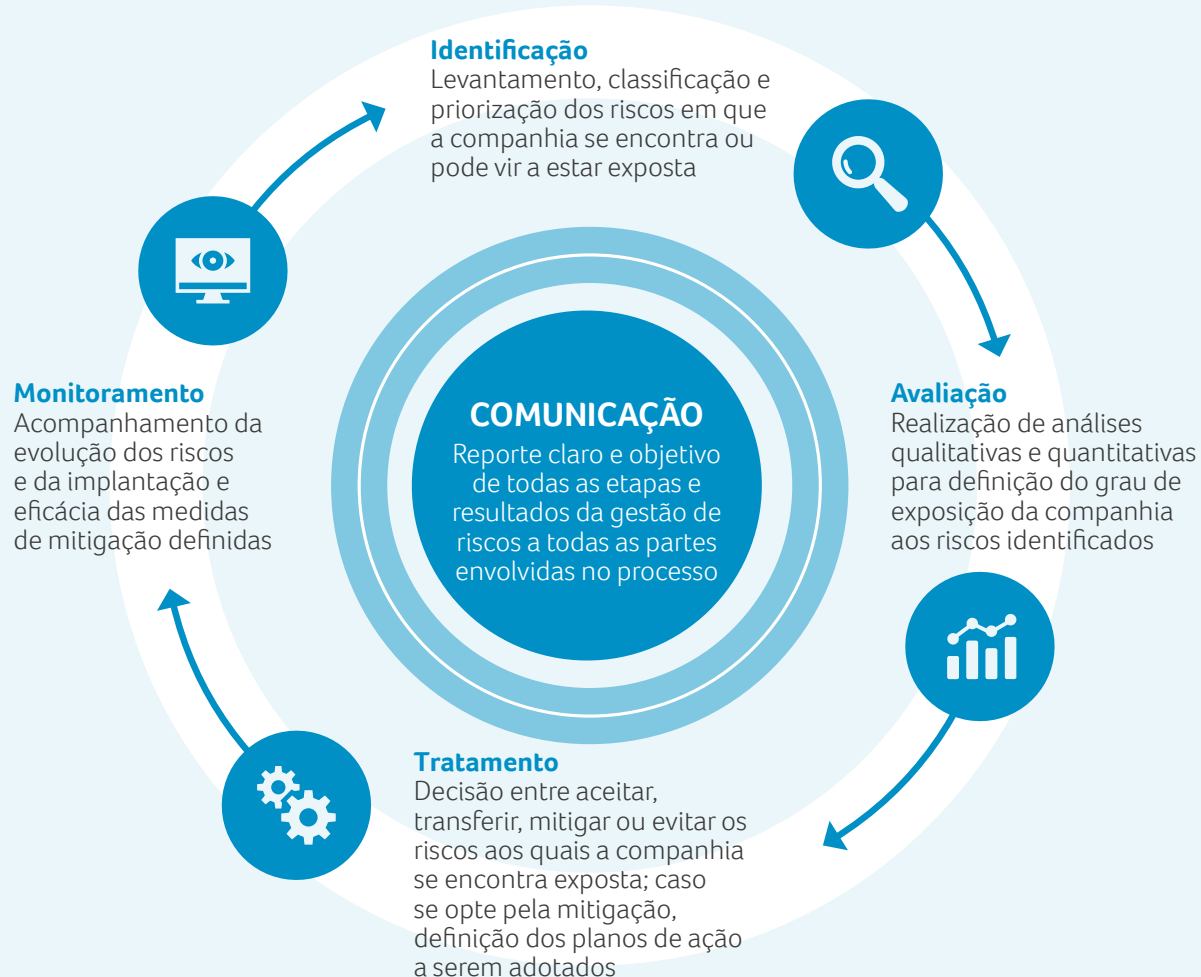 Identificação
Levantamento, classificação e
priorização dos riscos em que
a companhia se encontra ou
pode vir a estar exposta
Avaliação
Realização de análises
qualitativas e quantitativas
para definição do grau de
exposição da companhia
aos riscos identificados
Tratamento
Decisão entre aceitar,
transferir, mitigar ou evitar os
riscos aos quais a companhia
se encontra exposta; caso
se opte pela mitigação,
definição dos planos de ação
a serem adotados
Monitoramento
Acompanhamento da
evolução dos riscos
e da implantação e
eficácia das medidas
de mitigação definidas
COMUNICAÇÃO
Reporte claro e objetivo
de todas as etapas e
resultados da gestão de
riscos a todas as partes
envolvidas no processo